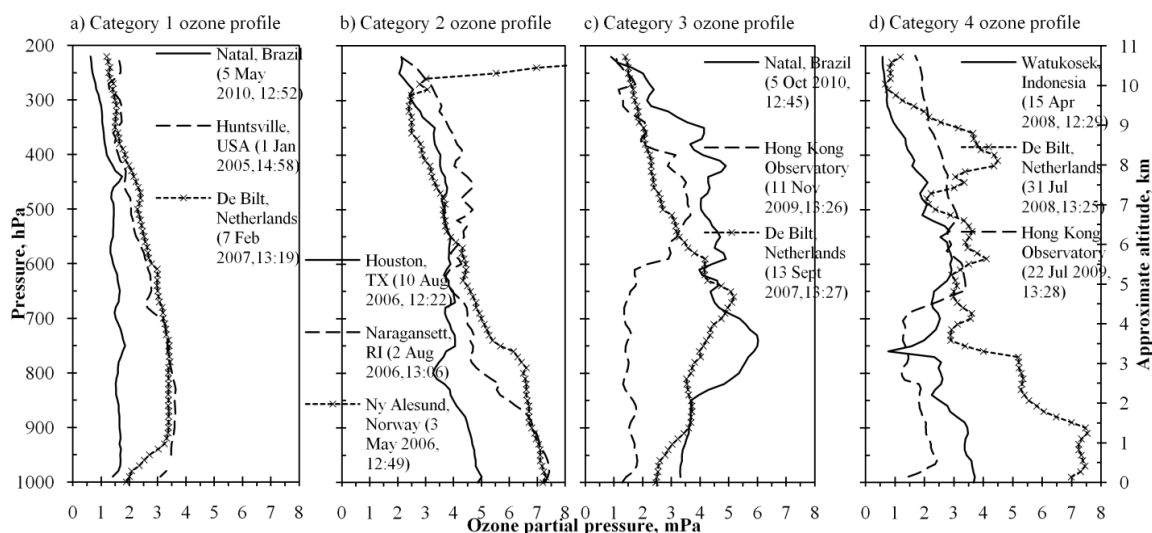 a) Category 1 ozone profile
b) Category 2 ozone profile
c) Category 3 ozone profile
d) Category 4 ozone profile
200
300
400
500
600
700
800
900
1000
Pressure, hPa
Natal, Brazil
(5 May
2010, 12:52)
Huntsville,
USA (1 Jan
2005,14:58)
De Bilt,
Netherlands
(7 Feb
2007,13:19)
Houston,
TX (10 Aug
2006, 12:22)
Naragansett,
RI (2 Aug
2006,13:06)
Ny Alesund,
Norway (3
May 2006,
12:49)
Natal, Brazil
(5 Oct 2010,
12:45)
Hong Kong
Observatory
(11 Nov
2009,13:26)
De Bilt,
Netherlands
(13 Sept
2007,13:27)
Watukosek,
Indonesia
(15 Apr
2008, 12:29)
De Bilt,
Netherlands
(31 Jul
2008,13:25)
Hong Kong
Observatory
(22 Jul 2009,
13:28)
11
10
9
8
7
6
5
4
3
2
1
0
Approximate altitude, km
0 1 2 3 4 5 6 7 8
0 1 2 3 4 5 6 7 8
0 1 2 3 4 5 6 7 8
0 1 2 3 4 5 6 7 8
Ozone partial pressure, mPa